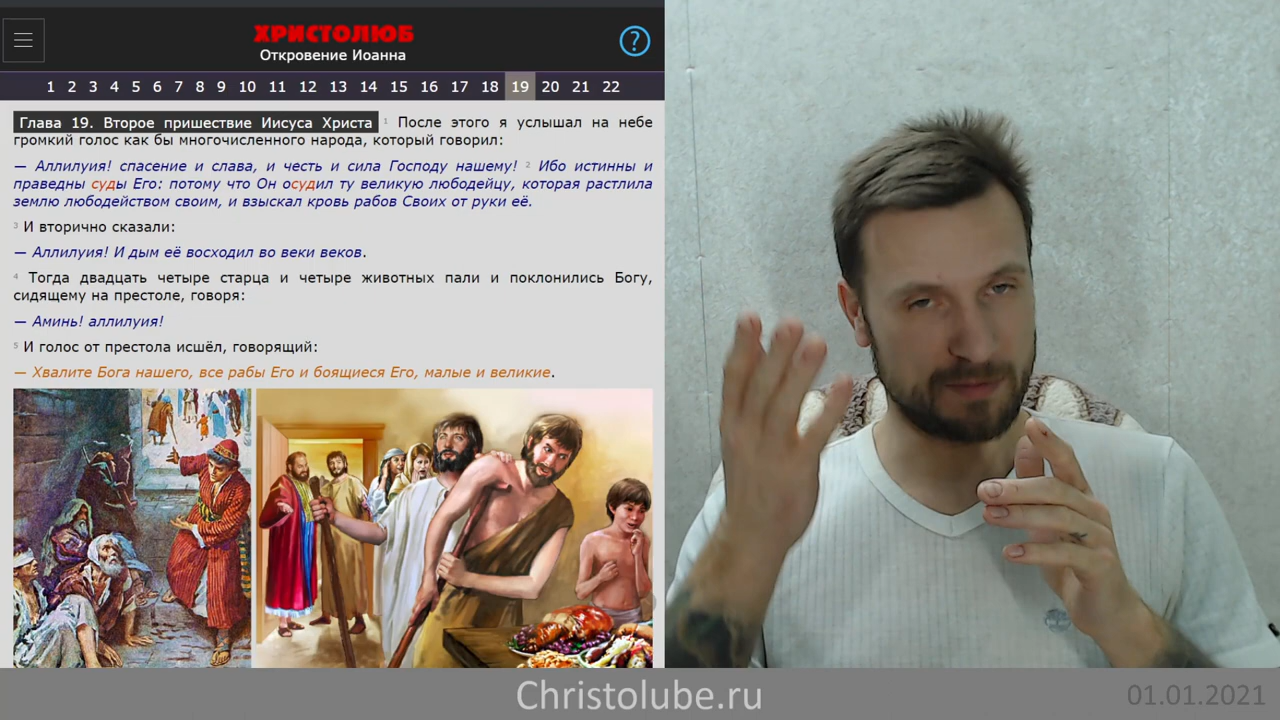 ХРИСТОЛЮБ
Откровение Иоанна
?
1 2 3 4 5 6 7 8 9 10 11 12 13 14 15 16 17 18 19 20 21 22
Глава 19. Второе пришествие Иисуса Христа 1 После этого я услышал на небе
громкий голос как бы многочисленного народа, который говорил:
— Аллилуия! спасение и слава, и честь и сила Господу нашему! 2 Ибо истинны и
праведны суды Его: потому что Он осудил ту великую любодейцу, которая растлила
землю любодейством своим, и взыскал кровь рабов Своих от руки её.
3 И вторично сказали:
— Аллилуия! И дым её восходил во веки веков.
4 Тогда двадцать четыре старца и четыре животных пали и поклонились Богу,
сидящему на престоле, говоря:
— Аминь! аллилуия!
5 И голос от престола исшёл, говорящий:
— Хвалите Бога нашего, все рабы Его и боящиеся Его, малые и великие.
Christolube.ru
01.01.2021